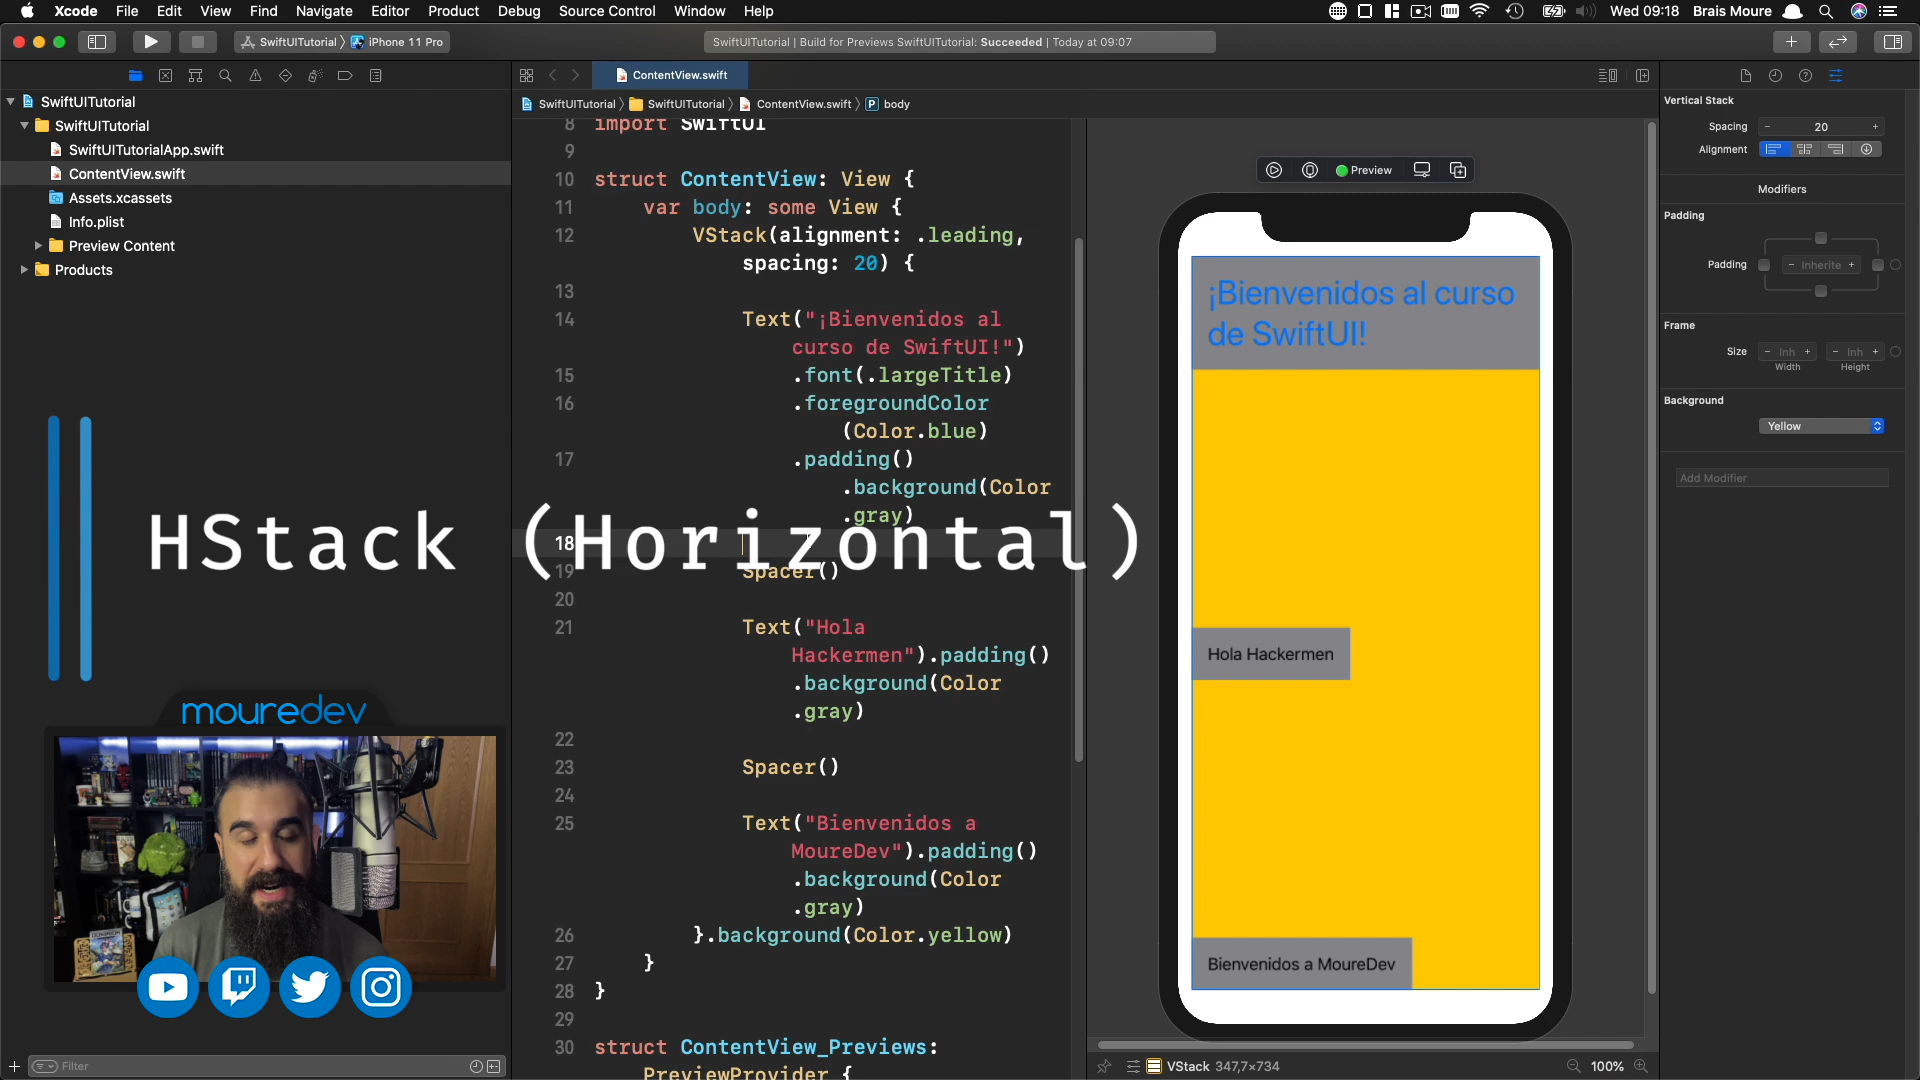 Xcode File Edit View Find Navigate Editor Product Debug Source Control Window Help Wed 09:18 Brais Moure
SwiftUITutorial iPhone 11 Pro
SwiftUITutorial | Build for Previews SwiftUITutorial: Succeeded | Today at 09:07
ContentView.swift
SwiftUITutorial SwiftUITutorial ContentView.swift P body
SwiftUITutorial
SwiftUITutorial
SwiftUITutorialApp.swift
ContentView.swift
Assets.xcassets
Info.plist
Preview Content
Products
8 import SwiftUI
9
10 struct ContentView: View {
11 var body: some View {
12 VStack(alignment: .leading,
spacing: 20) {
13
14 Text("¡Bienvenidos al
curso de SwiftUI!")
15 .font(.largeTitle)
16 .foregroundColor
(Color.blue)
17 .padding()
.background(Color
.gray)
18
19 Spacer()
20
21 Text("Hola
Hackermen").padding()
.background(Color
.gray)
22
23 Spacer()
24
25 Text("Bienvenidos a
MoureDev").padding()
.background(Color
.gray)
26 }.background(Color.yellow)
27 }
28 }
29
30 struct ContentView_Previews:
PreviewProvider {
HStack (Horizontal)
mouredev
Filter
Preview
¡Bienvenidos al curso
de SwiftUI!
Hola Hackermen
Bienvenidos a MoureDev
VStack 347,7×734
100%
Vertical Stack
Spacing - 20 +
Alignment
Modifiers
Padding
Padding - Inherite +
Frame
Size - Inh + - Inh +
Width Height
Background
Yellow
Add Modifier